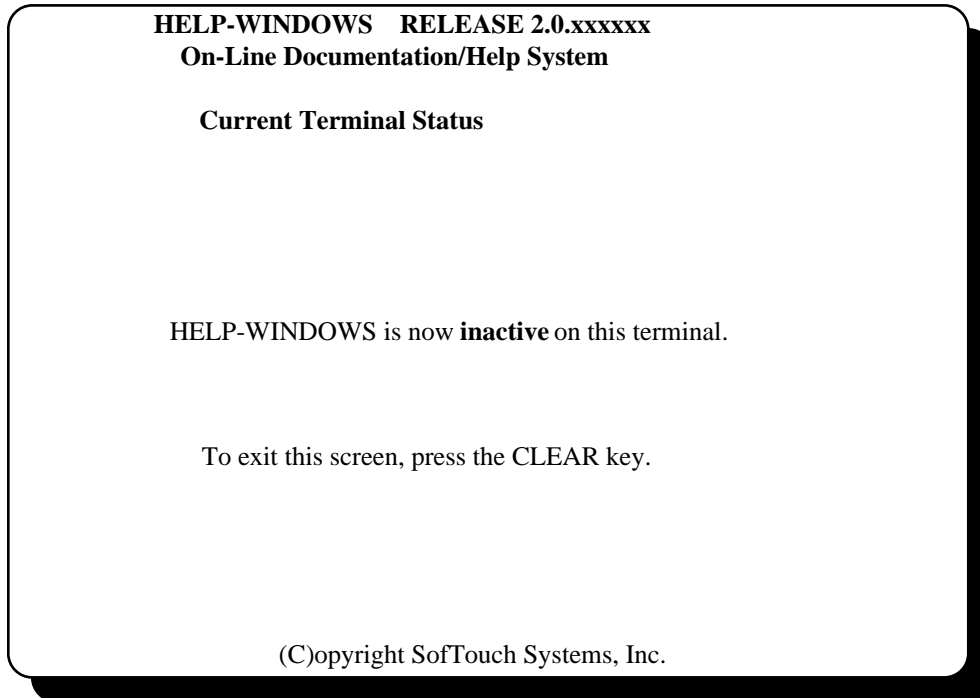 HELP-WINDOWS RELEASE 2.0.xxxxxx
On-Line Documentation/Help System
Current Terminal Status
HELP-WINDOWS is now inactive on this terminal.
To exit this screen, press the CLEAR key.
(C)opyright SofTouch Systems, Inc.